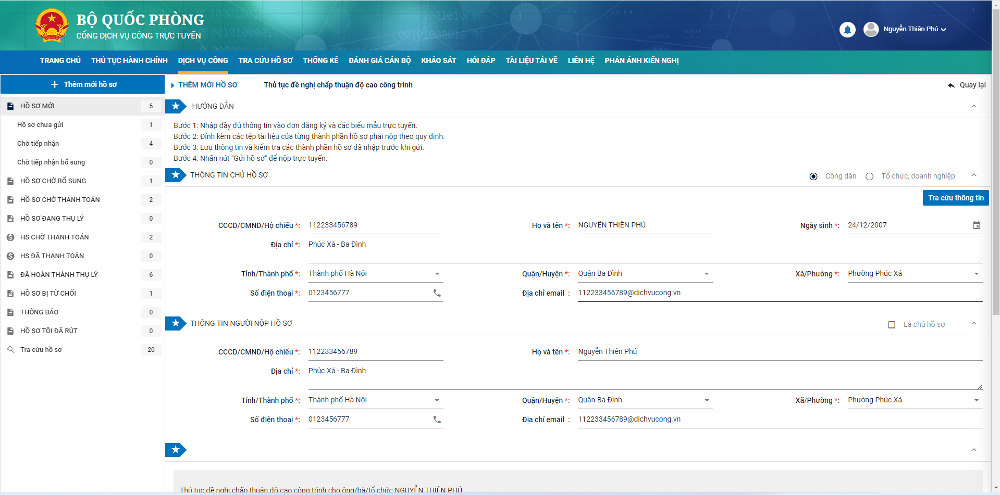 BỘ QUỐC PHÒNG
CỔNG DỊCH VỤ CÔNG TRỰC TUYẾN
Nguyễn Thiên Phú
TRANG CHỦ THỦ TỤC HÀNH CHÍNH DỊCH VỤ CÔNG TRA CỨU HỒ SƠ THỐNG KÊ ĐÁNH GIÁ CÁN BỘ KHẢO SÁT HỎI ĐÁP TÀI LIỆU TẢI VỀ LIÊN HỆ PHẢN ÁNH KIẾN NGHỊ
Thêm mới hồ sơ
HỒ SƠ MỚI 5
Hồ sơ chưa gửi 1
Chờ tiếp nhận 4
Chờ tiếp nhận bổ sung 0
HỒ SƠ CHỜ BỔ SUNG 1
HỒ SƠ CHỜ THANH TOÁN 2
HỒ SƠ ĐANG THỤ LÝ 0
HS CHỜ THANH TOÁN 2
HS ĐÃ THANH TOÁN 0
ĐÃ HOÀN THÀNH THỤ LÝ 6
HỒ SƠ BỊ TỪ CHỐI 1
THÔNG BÁO 0
HỒ SƠ TÔI ĐÃ RÚT 0
Tra cứu hồ sơ 20
THÊM MỚI HỒ SƠ Thủ tục đề nghị chấp thuận độ cao công trình Quay lại
HƯỚNG DẪN
Bước 1: Nhập đầy đủ thông tin vào đơn đăng ký và các biểu mẫu trực tuyến.
Bước 2: Đính kèm các tệp tài liệu của từng thành phần hồ sơ phải nộp theo quy định.
Bước 3: Lưu thông tin và kiểm tra các thành phần hồ sơ đã nhập trước khi gửi.
Bước 4: Nhấn nút "Gửi hồ sơ" để nộp trực tuyến.
THÔNG TIN CHỦ HỒ SƠ Công dân Tổ chức, doanh nghiệp
Tra cứu thông tin
CCCD/CMND/Hộ chiếu *: 112233456789 Họ và tên *: NGUYỄN THIÊN PHÚ Ngày sinh *: 24/12/2007
Địa chỉ *: Phúc Xá - Ba Đình
Tỉnh/Thành phố *: Thành phố Hà Nội Quận/Huyện *: Quận Ba Đình Xã/Phường *: Phường Phúc Xá
Số điện thoại *: 0123456777 Địa chỉ email : 112233456789@dichvucong.vn
THÔNG TIN NGƯỜI NỘP HỒ SƠ Là chủ hồ sơ
CCCD/CMND/Hộ chiếu *: 112233456789 Họ và tên *: Nguyễn Thiên Phú
Địa chỉ *: Phúc Xá - Ba Đình
Tỉnh/Thành phố *: Thành phố Hà Nội Quận/Huyện *: Quận Ba Đình Xã/Phường *: Phường Phúc Xá
Số điện thoại *: 0123456777 Địa chỉ email : 112233456789@dichvucong.vn
Thủ tục đề nghị chấp thuận độ cao công trình cho ông/bà/tổ chức NGUYỄN THIÊN PHÚ